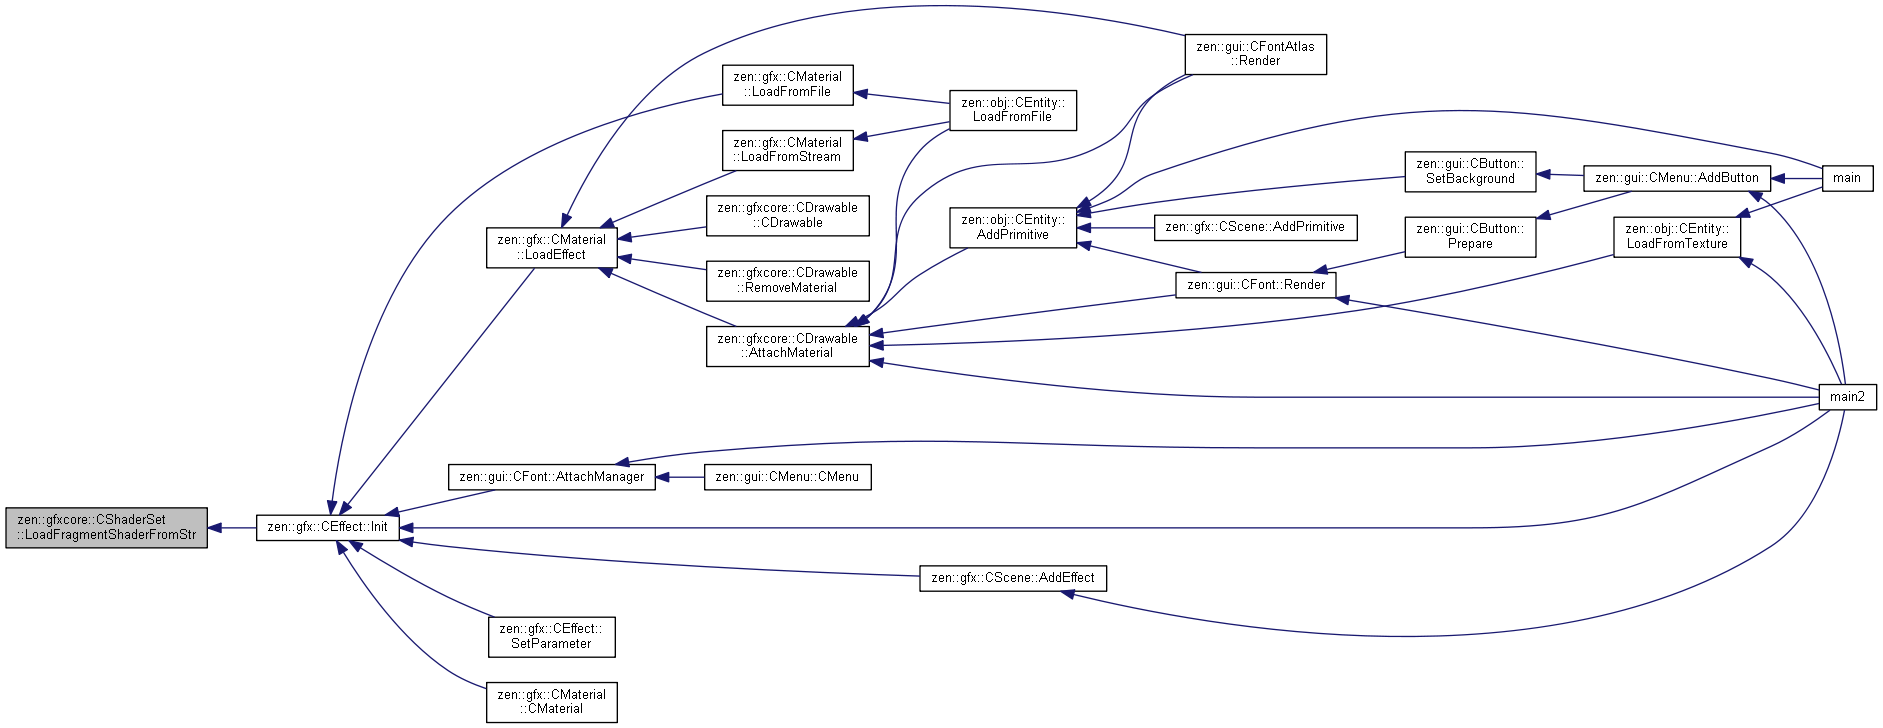 zen::gui::CFontAtlas
::Render
zen::gfx::CMaterial
::LoadFromFile
zen::obj::CEntity::
LoadFromFile
zen::gfx::CMaterial
::LoadFromStream
zen::gui::CButton::
SetBackground
zen::gui::CMenu::AddButton
main
zen::gfxcore::CDrawable
::CDrawable
zen::obj::CEntity::
AddPrimitive
zen::gfx::CScene::AddPrimitive
zen::gui::CButton::
Prepare
zen::obj::CEntity::
LoadFromTexture
zen::gfx::CMaterial
::LoadEffect
zen::gfxcore::CDrawable
::RemoveMaterial
zen::gui::CFont::Render
zen::gfxcore::CDrawable
::AttachMaterial
main2
zen::gui::CFont::AttachManager
zen::gui::CMenu::CMenu
zen::gfxcore::CShaderSet
::LoadFragmentShaderFromStr
zen::gfx::CEffect::Init
zen::gfx::CScene::AddEffect
zen::gfx::CEffect::
SetParameter
zen::gfx::CMaterial
::CMaterial